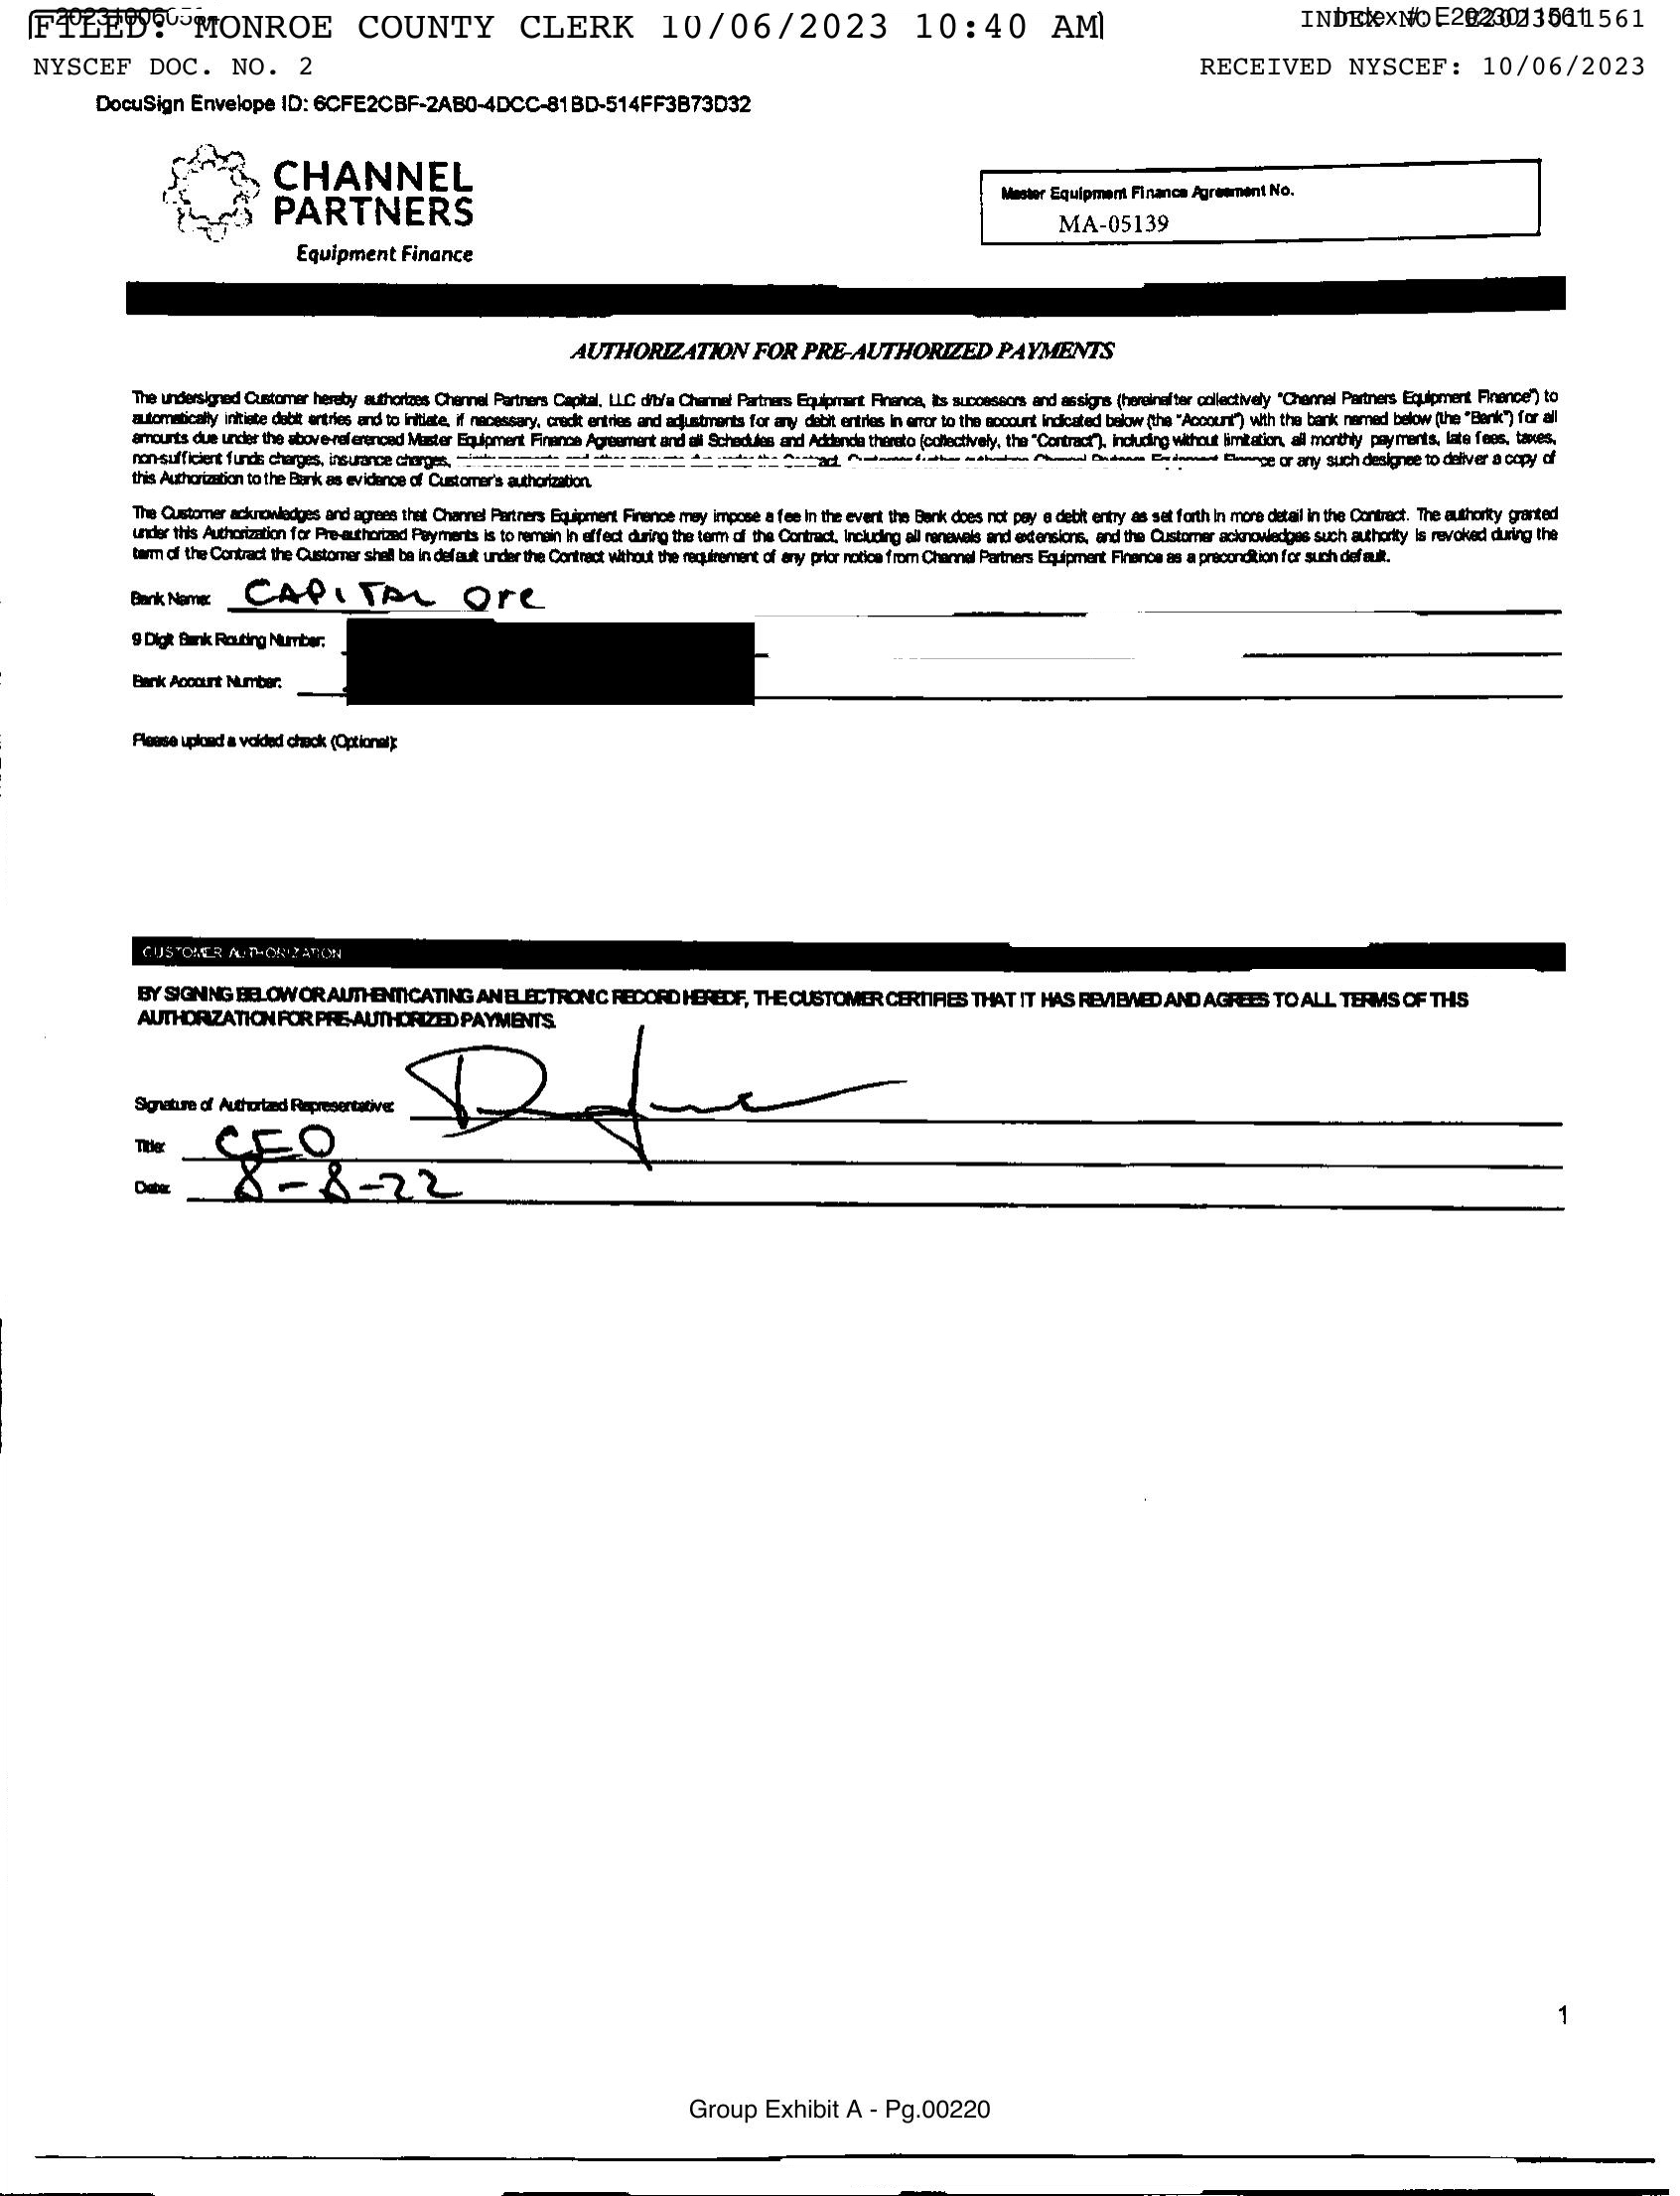 FILED: MONROE COUNTY CLERK 10/06/2023 10:40 AM
INDEX NO. E2023011561
Index #: E2023011561
NYSCEF DOC. NO. 2
RECEIVED NYSCEF: 10/06/2023
DocuSign Envelope ID: 6CFE2CBF-2AB0-4DCC-81BD-514FF3B73D32
CHANNEL
PARTNERS
Equipment Finance
Master Equipment Finance Agreement No.
MA-05139
AUTHORIZATION FOR PRE-AUTHORIZED PAYMENTS
The undersigned Customer hereby authorizes Channel Partners Capital, LLC d/b/a Channel Partners Equipment Finance, its successors and assigns (hereinafter collectively "Channel Partners Equipment Finance") to
automatically initiate debit entries and to initiate, if necessary, credit entries and adjustments for any debit entries in error to the account indicated below (the "Account") with the bank named below (the "Bank") for all
amounts due under the above-referenced Master Equipment Finance Agreement and all Schedules and Addenda thereto (collectively, the "Contract"), including without limitation, all monthly payments, late fees, taxes,
non-sufficient funds charges, insurance charges, or any such designee to deliver a copy of
this Authorization to the Bank as evidence of Customer's authorization.
The Customer acknowledges and agrees that Channel Partners Equipment Finance may impose a fee in the event the Bank does not pay a debit entry as set forth in more detail in the Contract. The authority granted
under this Authorization for Pre-authorized Payments is to remain in effect during the term of the Contract, including all renewals and extensions, and the Customer acknowledges such authority is revoked during the
term of the Contract the Customer shall be in default under the Contract without the requirement of any prior notice from Channel Partners Equipment Finance as a precondition for such default.
Bank Name: CAPITAL One
9 Digit Bank Routing Number:
Bank Account Number:
Please upload a voided check (Optional):
CUSTOMER AUTHORIZATION
BY SIGNING BELOW OR AUTHENTICATING AN ELECTRONIC RECORD HEREOF, THE CUSTOMER CERTIFIES THAT IT HAS REVIEWED AND AGREES TO ALL TERMS OF THIS
AUTHORIZATION FOR PRE-AUTHORIZED PAYMENTS.
Signature of Authorized Representative:
Title: CEO
Date: 8-8-22
1
Group Exhibit A - Pg.00220